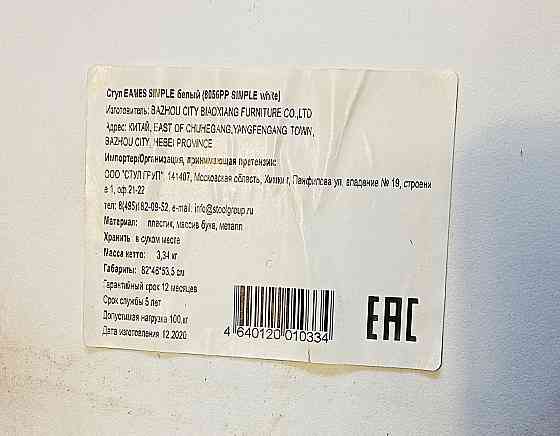 Стул EAMES SIMPLE белый (8056PP SIMPLE white)
Изготовитель: BAZHOU CITY BIAOXIANG FURNITURE CO.,LTD
Адрес: КИТАЙ, EAST OF CHUHEGANG,YANGFENGANG TOWN,
BAZHOU CITY, HEBEI PROVINCE
Импортер/Организация, принимающая претензии:
ООО "СТУЛ ГРУП", 141407, Московская область, Химки г, Панфилова ул, владение № 19, строени
е 1, оф.21-22
тел: 8(495)182-09-52, e-mail: info@stoolgroup.ru
Материал: пластик, массив бука, металл
Хранить в сухом месте
Масса нетто: 3,34 кг
Габариты: 82*46*53,5 см
Гарантийный срок 12 месяцев
Срок службы 5 лет
Допустимая нагрузка 100,кг
Дата изготовления 12.2020
4 640120 010334
EAC